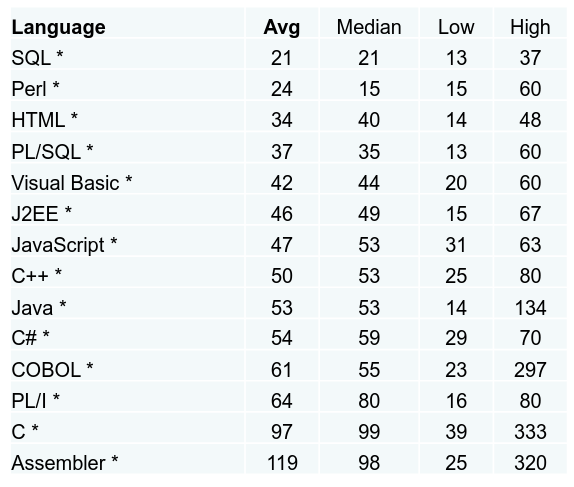 Language Avg Median Low High
SQL * 21 21 13 37
Perl * 24 15 15 60
HTML * 34 40 14 48
PL/SQL * 37 35 13 60
Visual Basic * 42 44 20 60
J2EE * 46 49 15 67
JavaScript * 47 53 31 63
C++ * 50 53 25 80
Java * 53 53 14 134
C# * 54 59 29 70
COBOL * 61 55 23 297
PL/I * 64 80 16 80
C * 97 99 39 333
Assembler * 119 98 25 320